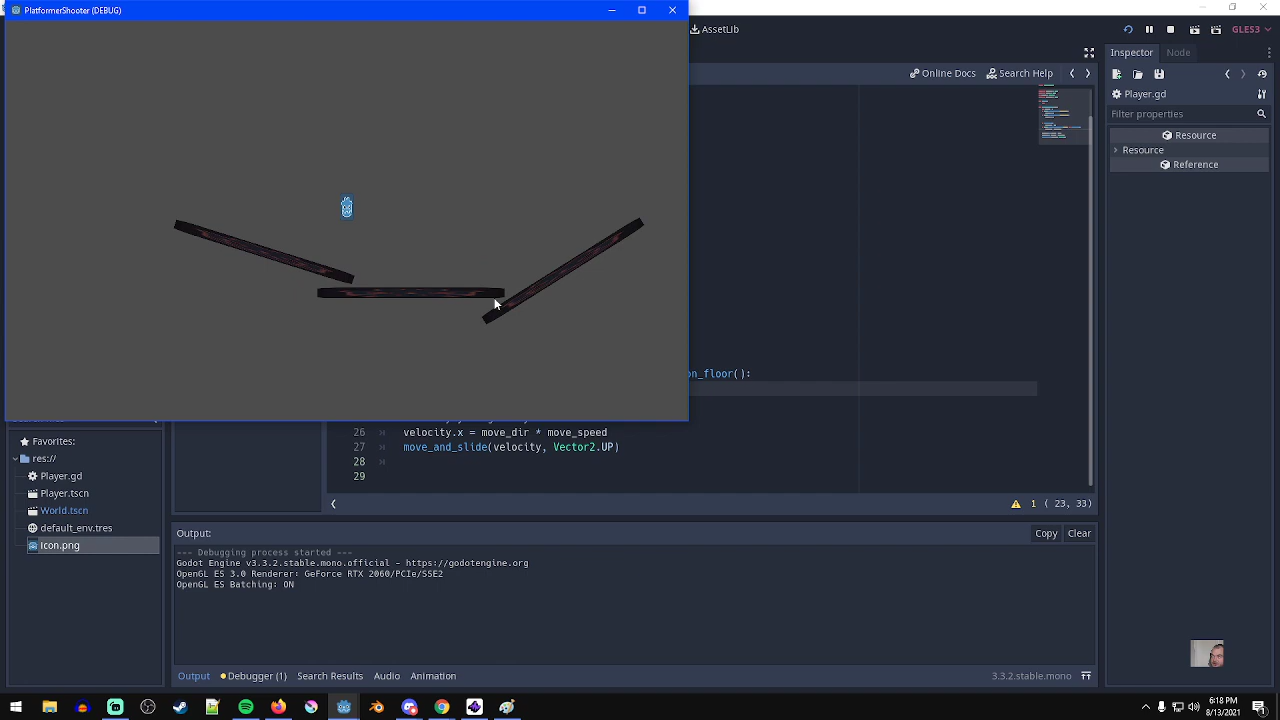 PlatformerShooter (DEBUG)
AssetLib
GLES3
Inspector
Node
Online Docs
Search Help
Player.gd
Filter properties
Resource
Resource
Reference
on_floor():
26
velocity.x = move_dir * move_speed
27
move_and_slide(velocity, Vector2.UP)
28
29
1 ( 23, 33)
Favorites:
res://
Player.gd
Player.tscn
World.tscn
default_env.tres
icon.png
Output:
Copy
Clear
--- Debugging process started ---
Godot Engine v3.3.2.stable.mono.official - https://godotengine.org
OpenGL ES 3.0 Renderer: GeForce RTX 2060/PCIe/SSE2
OpenGL ES Batching: ON
Output
Debugger (1)
Search Results
Audio
Animation
3.3.2.stable.mono
6:18 PM
8/13/2021